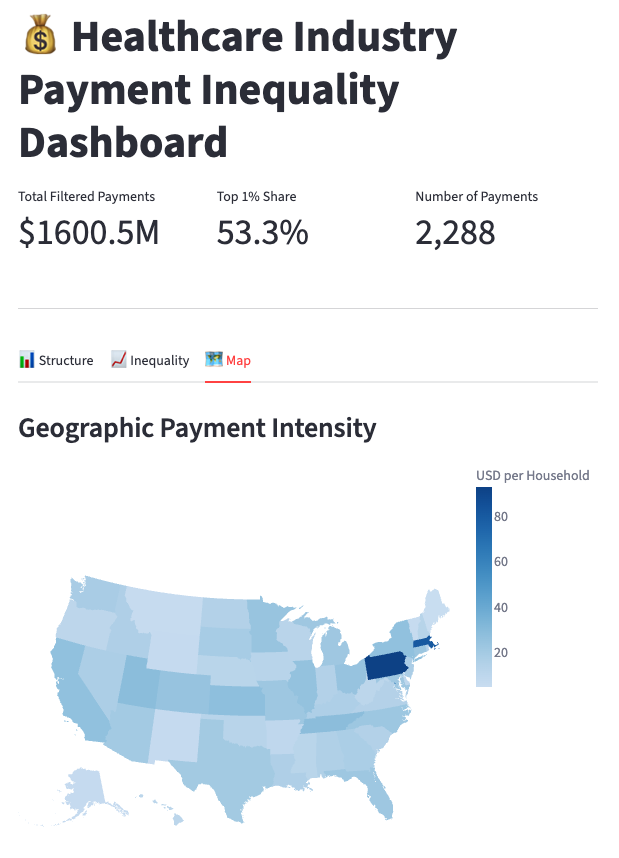 💰 Healthcare Industry
Payment Inequality
Dashboard
Total Filtered Payments
Top 1% Share
Number of Payments
$1600.5M
53.3%
2,288
📊 Structure
📈 Inequality
🗺️ Map
Geographic Payment Intensity
USD per Household
80
60
40
20